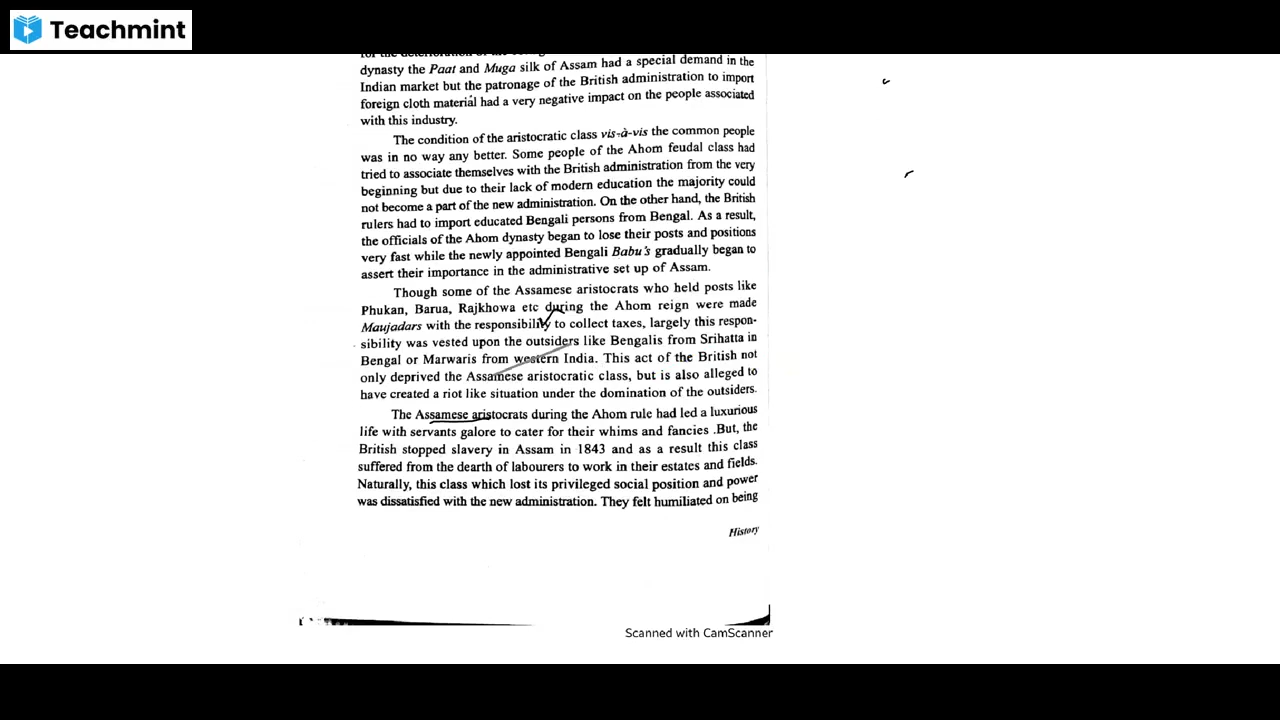 Teachmint
dynasty the Paat and Muga silk of Assam had a special demand in the
Indian market but the patronage of the British administration to import
foreign cloth material had a very negative impact on the people associated
with this industry.
The condition of the aristocratic class vis-à-vis the common people
was in no way any better. Some people of the Ahom feudal class had
tried to associate themselves with the British administration from the very
beginning but due to their lack of modern education the majority could
not become a part of the new administration. On the other hand, the British
rulers had to import educated Bengali persons from Bengal. As a result,
the officials of the Ahom dynasty began to lose their posts and positions
very fast while the newly appointed Bengali Babu's gradually began to
assert their importance in the administrative set up of Assam.
Though some of the Assamese aristocrats who held posts like
Phukan, Barua, Rajkhowa etc during the Ahom reign were made
Maujadars with the responsibility to collect taxes, largely this respon-
sibility was vested upon the outsiders like Bengalis from Srihatta in
Bengal or Marwaris from western India. This act of the British not
only deprived the Assamese aristocratic class, but is also alleged to
have created a riot like situation under the domination of the outsiders.
The Assamese aristocrats during the Ahom rule had led a luxurious
life with servants galore to cater for their whims and fancies .But, the
British stopped slavery in Assam in 1843 and as a result this class
suffered from the dearth of labourers to work in their estates and fields.
Naturally, this class which lost its privileged social position and power
was dissatisfied with the new administration. They felt humiliated on being
History
Scanned with CamScanner